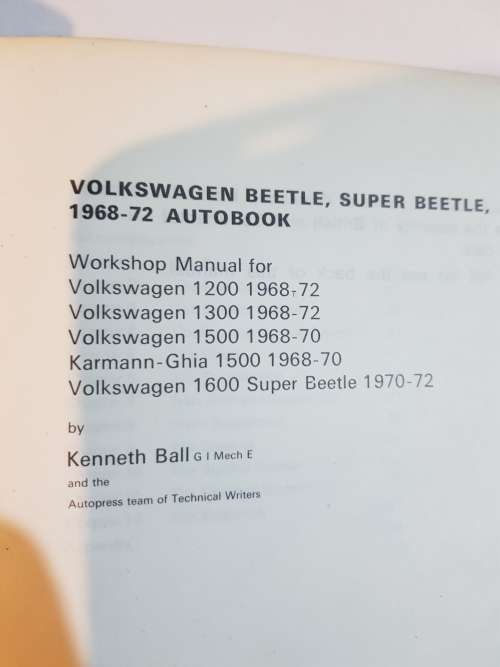 VOLKSWAGEN BEETLE, SUPER BEETLE,
1968-72 AUTOBOOK
Workshop Manual for
Volkswagen 1200 1968-72
Volkswagen 1300 1968-72
Volkswagen 1500 1968-70
Karmann-Ghia 1500 1968-70
Volkswagen 1600 Super Beetle 1970-72
by
Kenneth Ball G I Mech E
and the
Autopress team of Technical Writers